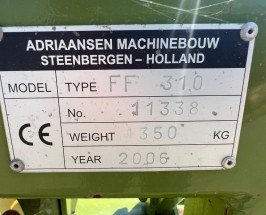 ADRIAANSEN MACHINEBOUW
STEENBERGEN – HOLLAND
MODEL TYPE FF 310
No. 11338
CE WEIGHT 350 KG
YEAR 2006